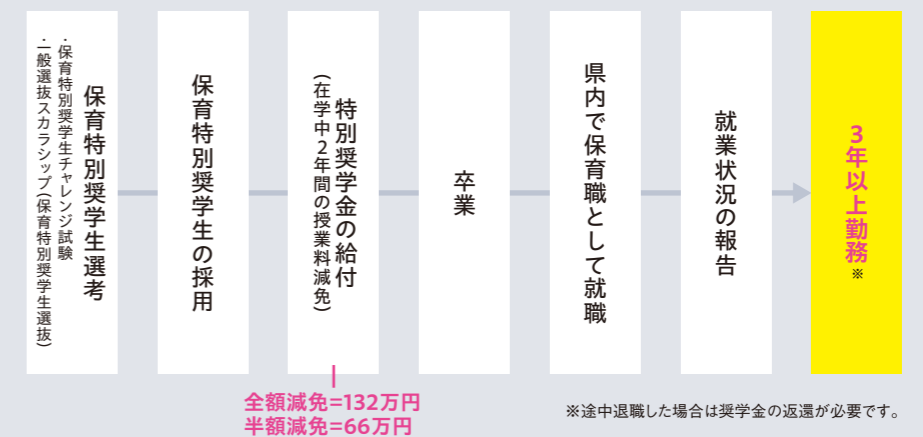 保育特別奨学生選考
・保育特別奨学生チャレンジ試験
・一般選抜スカラシップ(保育特別奨学生選抜)
保育特別奨学生の採用
特別奨学金の給付
(在学中2年間の授業料減免)
全額減免=132万円
半額減免=66万円
卒業
県内で保育職として就職
就業状況の報告
3年以上勤務※
※途中退職した場合は奨学金の返還が必要です。